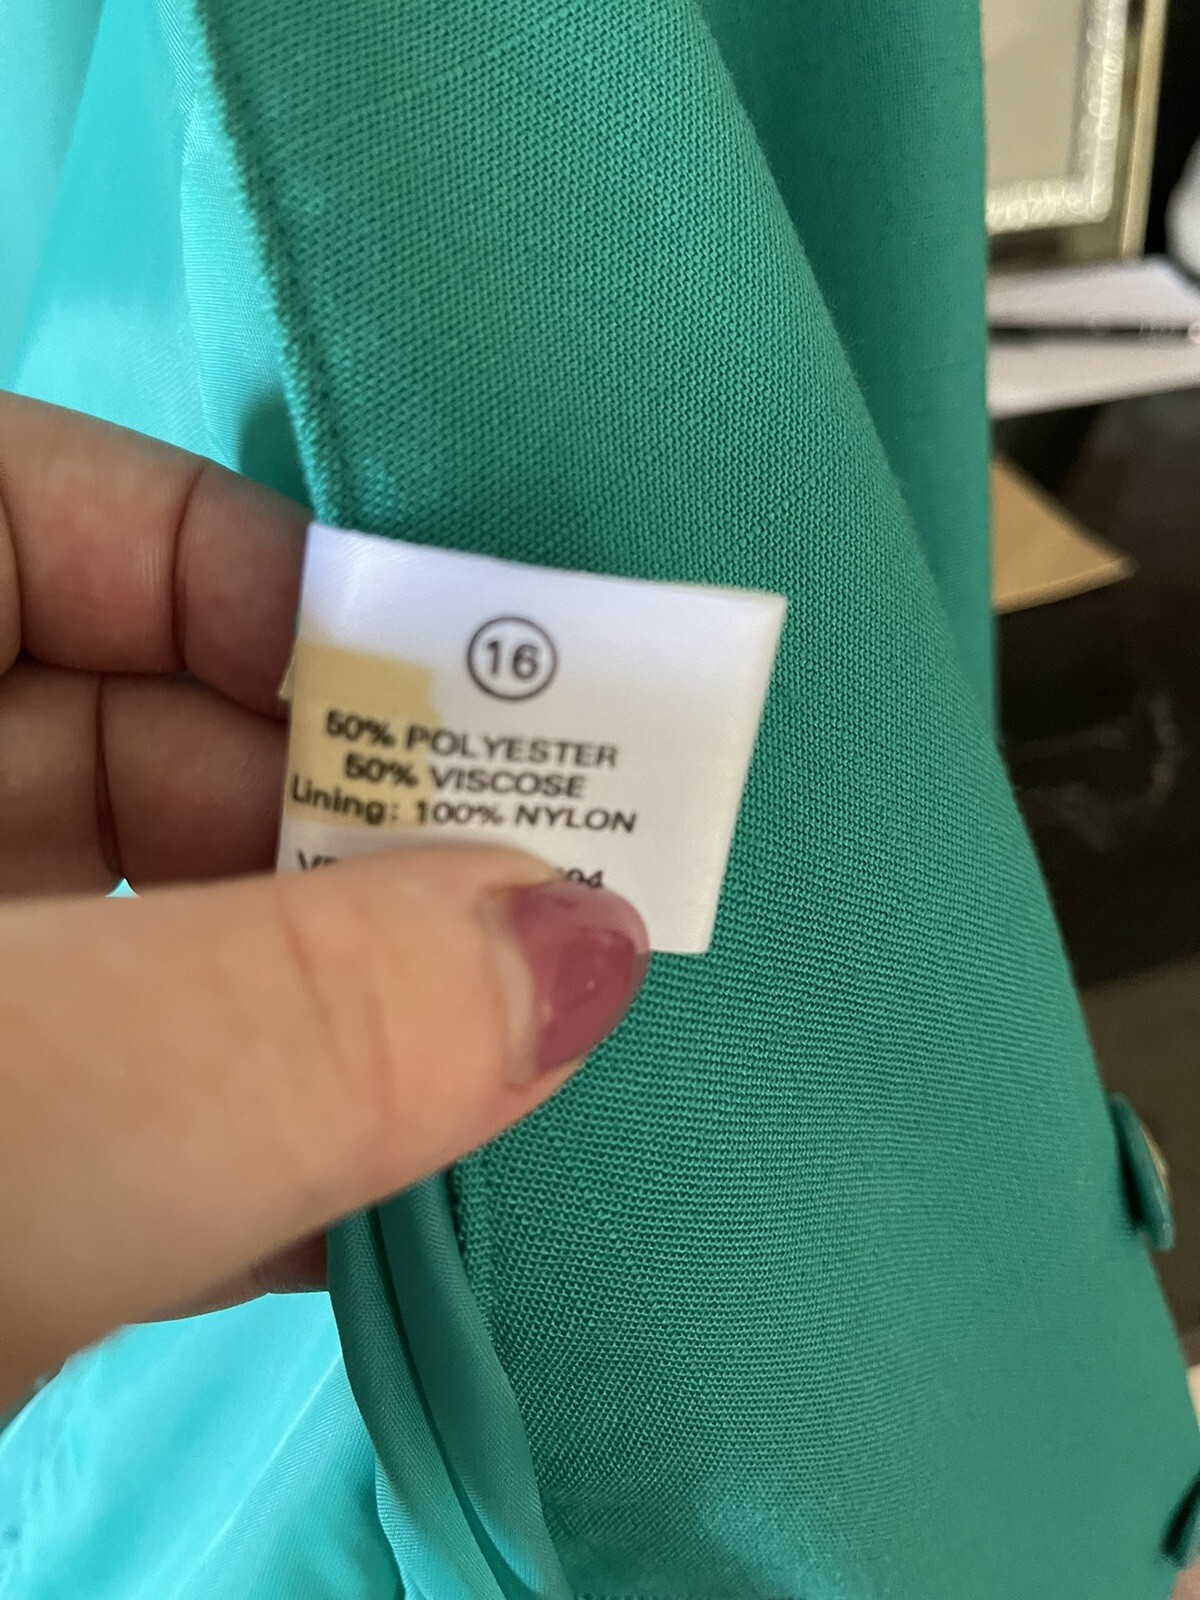 16
50% POLYESTER
50% VISCOSE
Lining: 100% NYLON